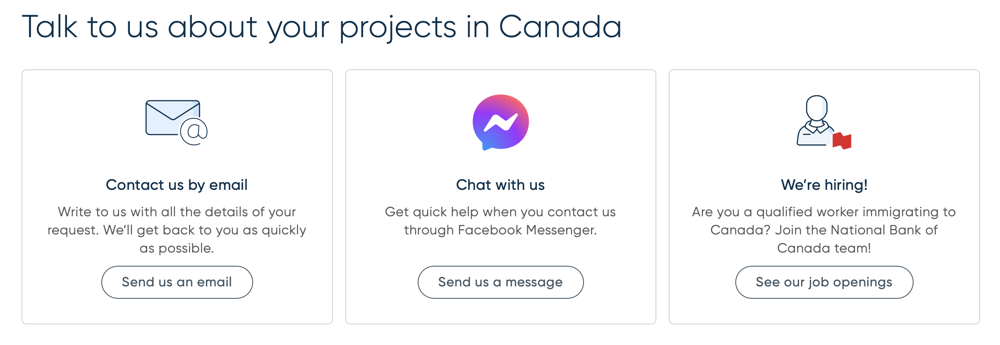 Talk to us about your projects in Canada
Contact us by email
Write to us with all the details of your
request. We’ll get back to you as quickly
as possible.
Send us an email
Chat with us
Get quick help when you contact us
through Facebook Messenger.
Send us a message
We’re hiring!
Are you a qualified worker immigrating to
Canada? Join the National Bank of
Canada team!
See our job openings